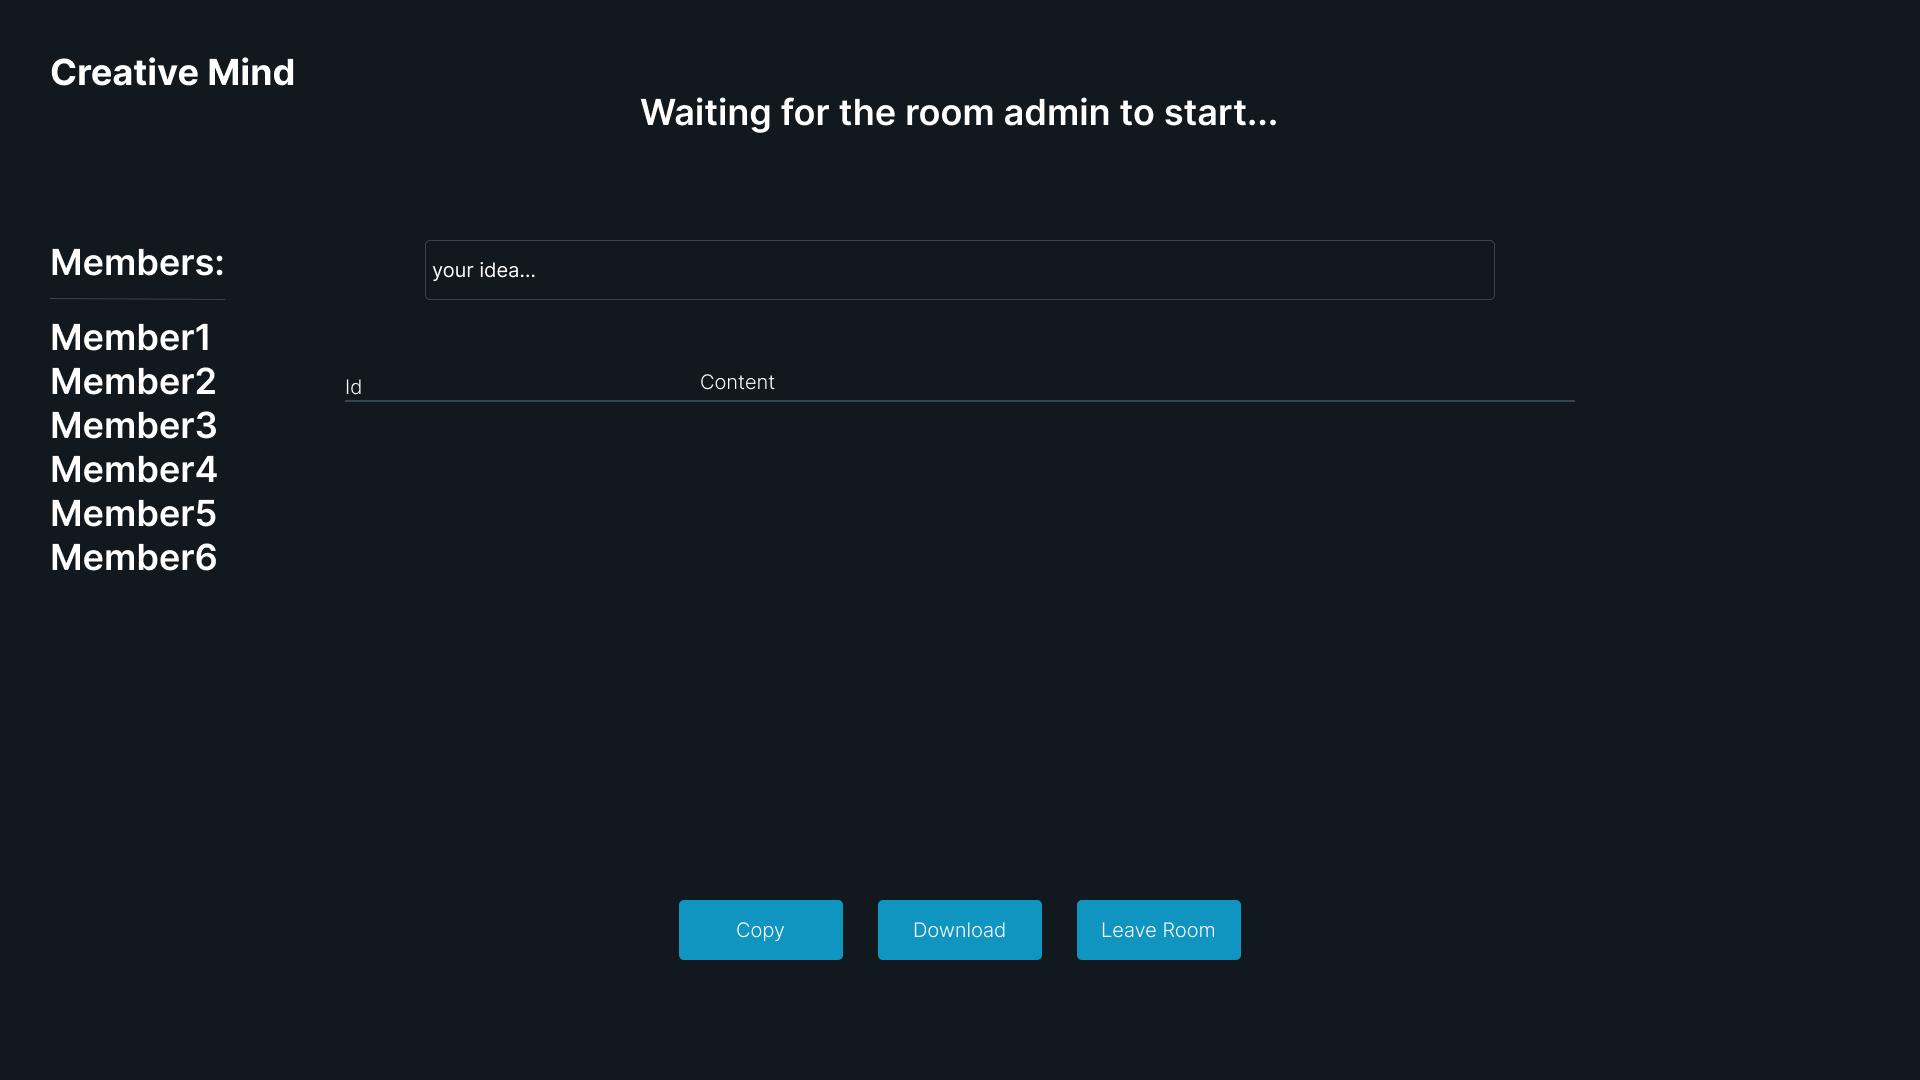 Creative Mind
Waiting for the room admin to start...
Members:
Member1
Member2
Member3
Member4
Member5
Member6
your idea...
Id
Content
Copy
Download
Leave Room